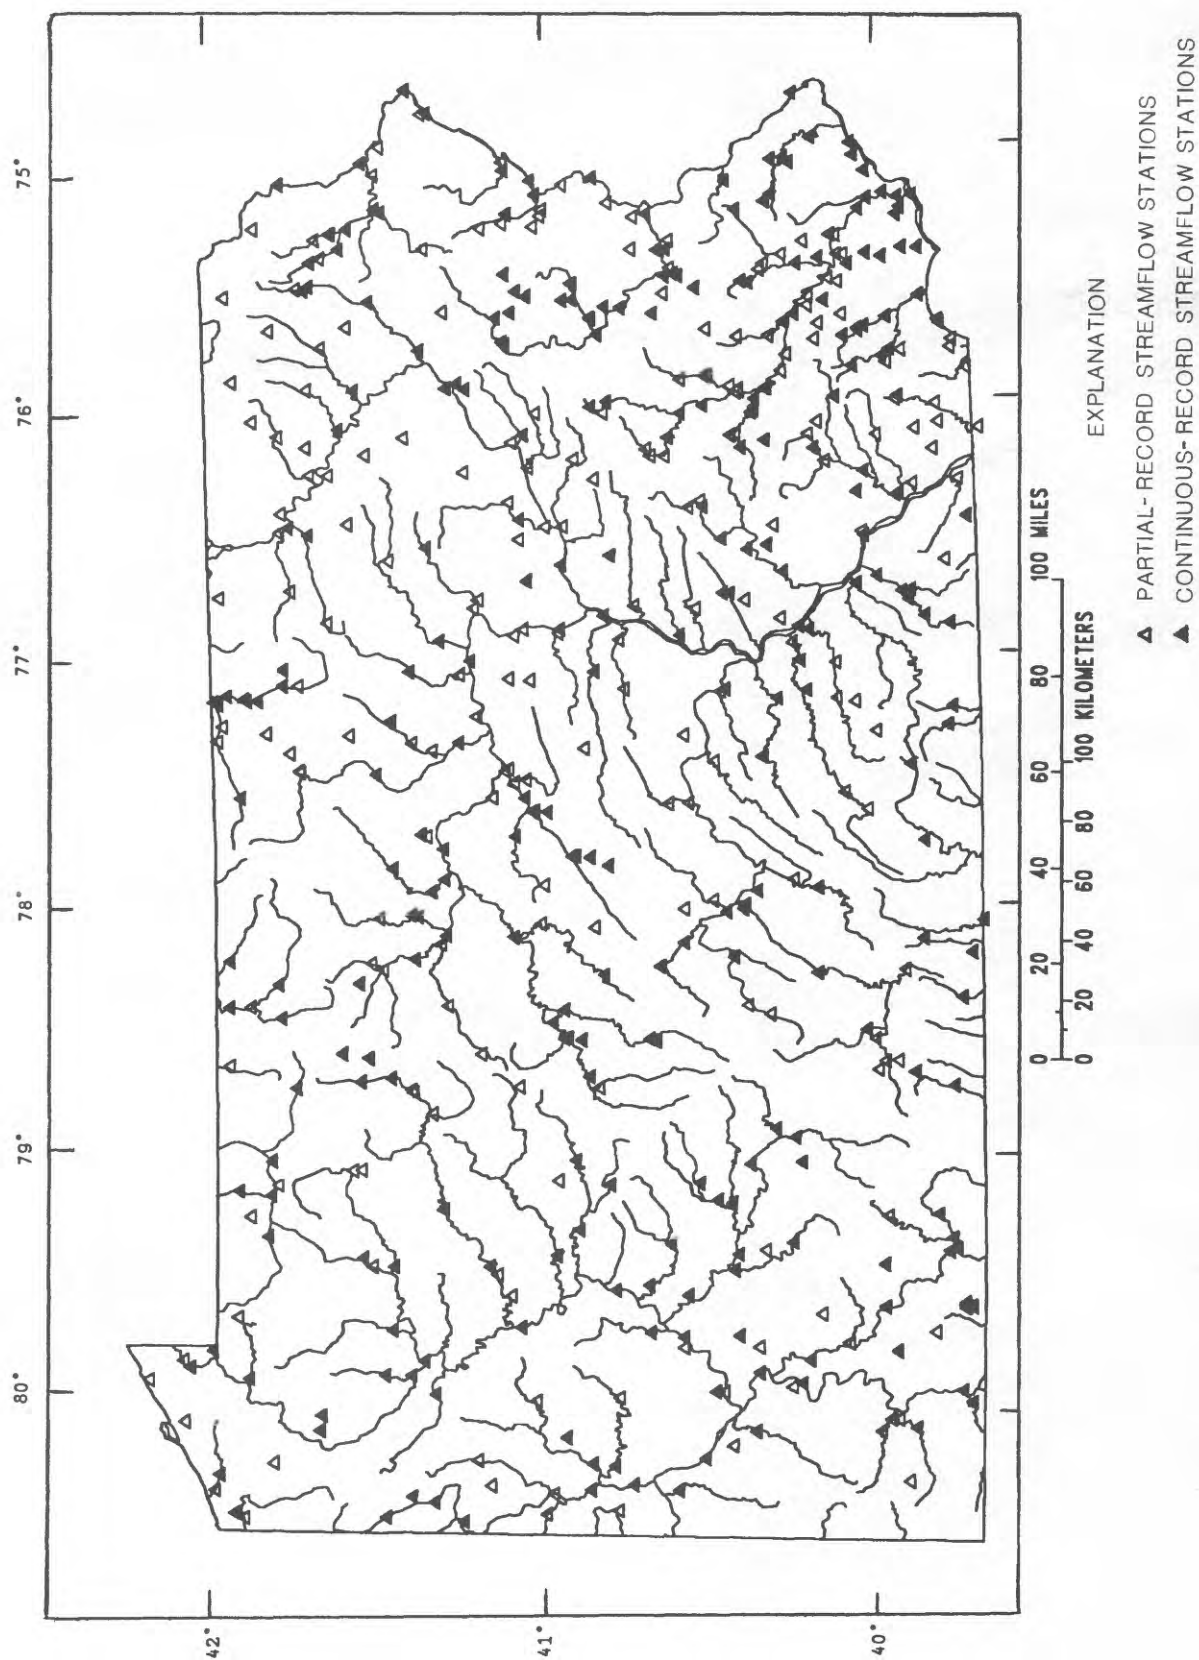 80°
79°
78°
77°
76°
75°
42°
41°
40°
0 20 40 60 80 100 MILES
0 20 40 60 80 100 KILOMETERS
EXPLANATION
PARTIAL-RECORD STREAMFLOW STATIONS
CONTINUOUS-RECORD STREAMFLOW STATIONS